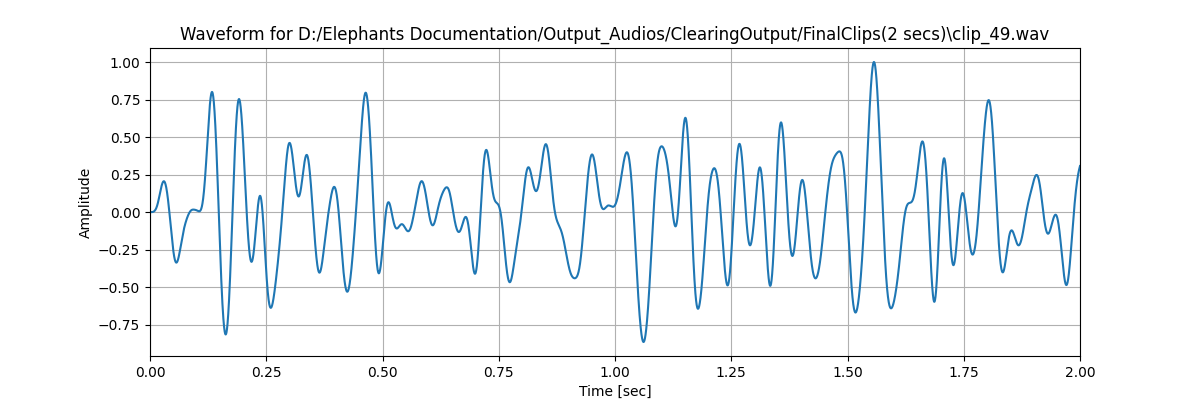 Waveform for D:/Elephants Documentation/Output_Audios/ClearingOutput/FinalClips(2 secs)\clip_49.wav
1.00
0.75
0.50
0.25
0.00
−0.25
−0.50
−0.75
Amplitude
0.00 0.25 0.50 0.75 1.00 1.25 1.50 1.75 2.00
Time [sec]